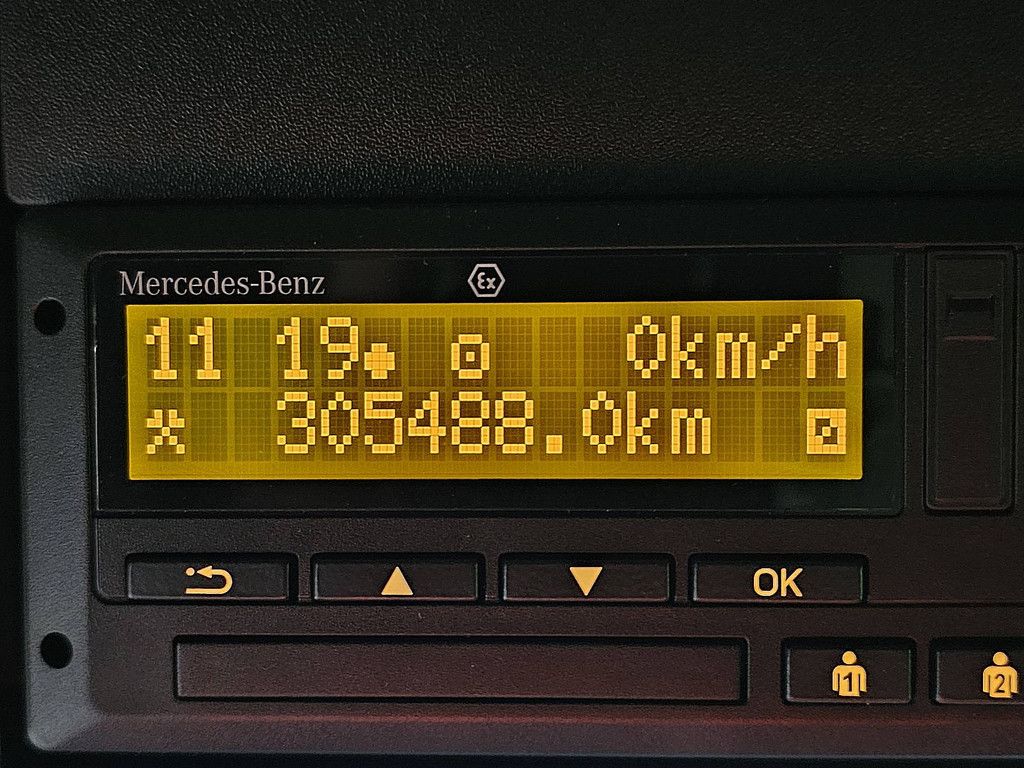 Mercedes-Benz
Ex
11 19 0km/h
305488.0km
OK
1
2